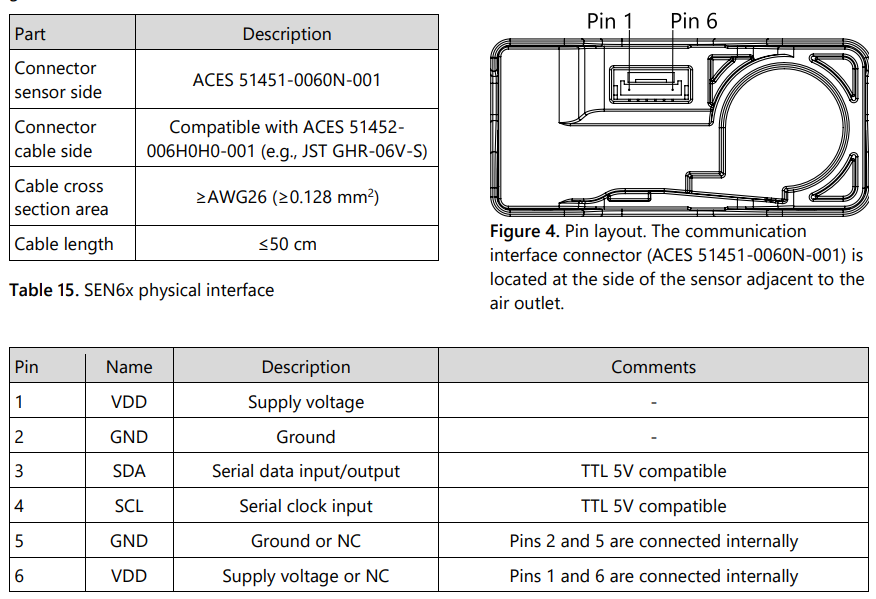 Part Description
Connector
sensor side
ACES 51451-0060N-001
Connector
cable side
Compatible with ACES 51452-
006H0H0-001 (e.g., JST GHR-06V-S)
Cable cross
section area
≥AWG26 (≥0.128 mm²)
Cable length ≤50 cm
Table 15. SEN6x physical interface
Pin 1 Pin 6
Figure 4. Pin layout. The communication
interface connector (ACES 51451-0060N-001) is
located at the side of the sensor adjacent to the
air outlet.
Pin Name Description Comments
1 VDD Supply voltage -
2 GND Ground -
3 SDA Serial data input/output TTL 5V compatible
4 SCL Serial clock input TTL 5V compatible
5 GND Ground or NC Pins 2 and 5 are connected internally
6 VDD Supply voltage or NC Pins 1 and 6 are connected internally